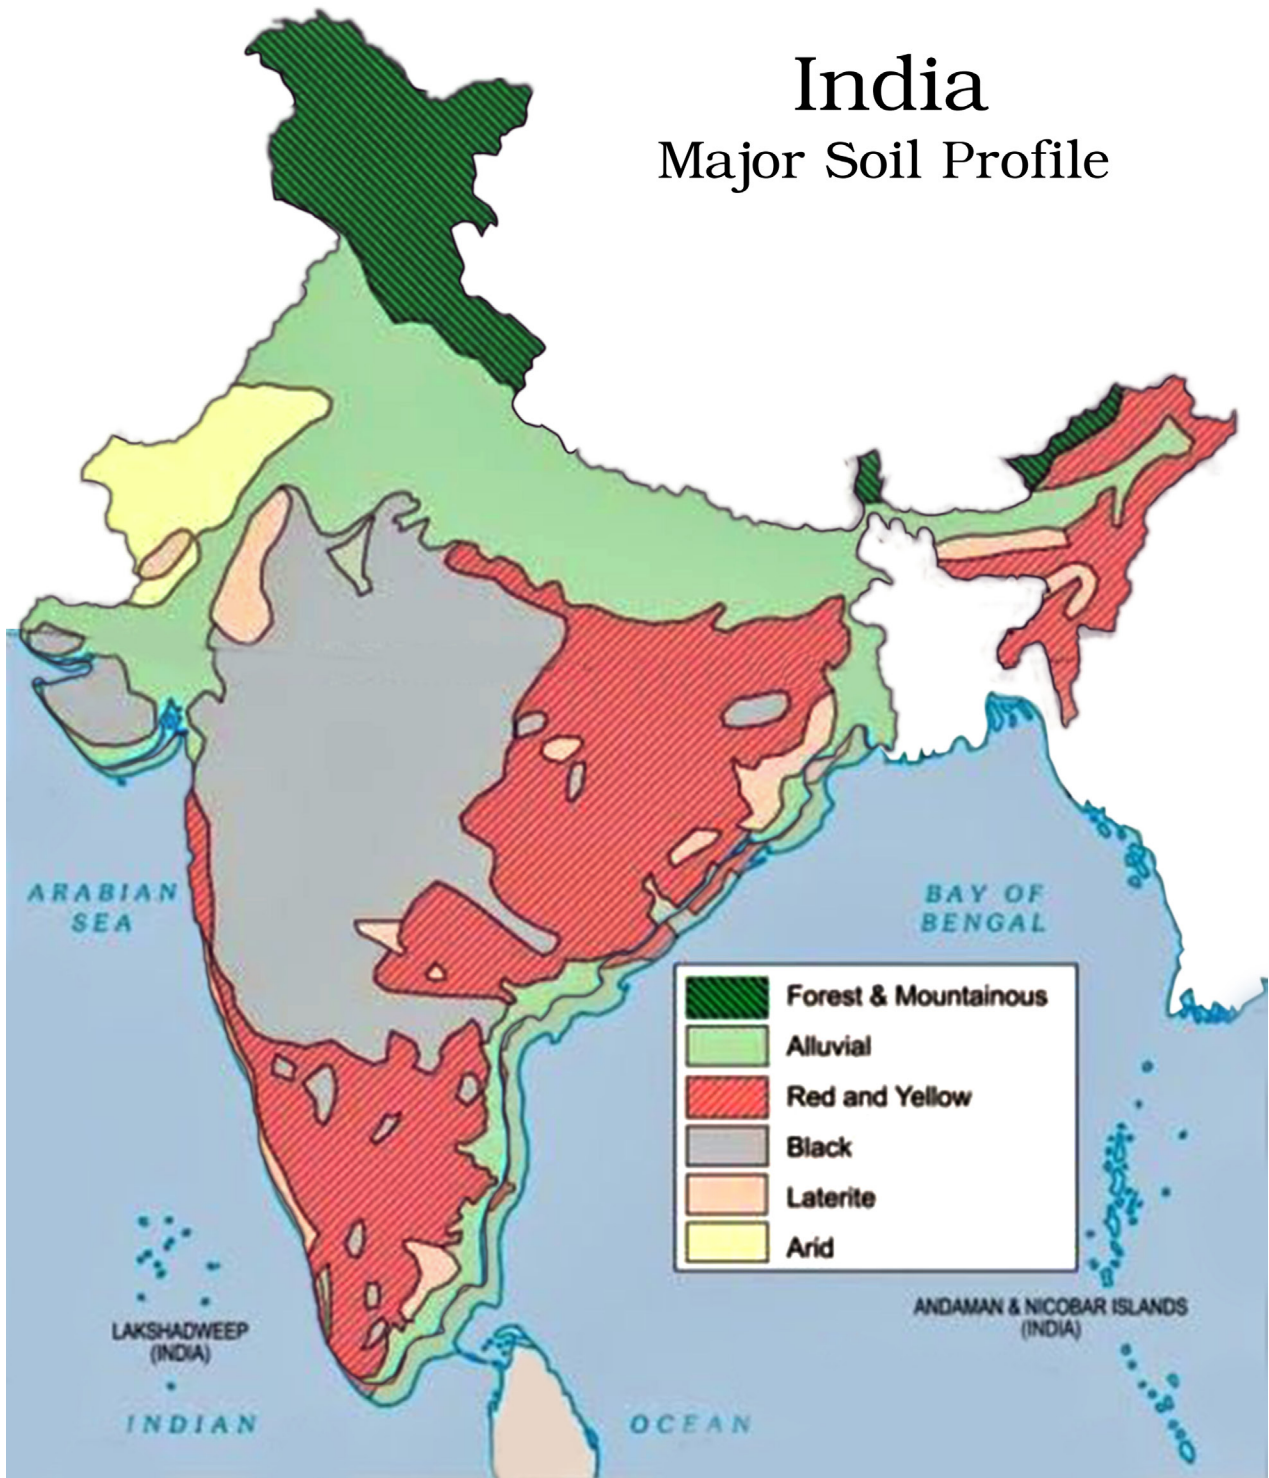 India
Major Soil Profile
ARABIAN
SEA
BAY OF
BENGAL
Forest & Mountainous
Alluvial
Red and Yellow
Black
Laterite
Arid
LAKSHADWEEP
(INDIA)
ANDAMAN & NICOBAR ISLANDS
(INDIA)
INDIAN OCEAN